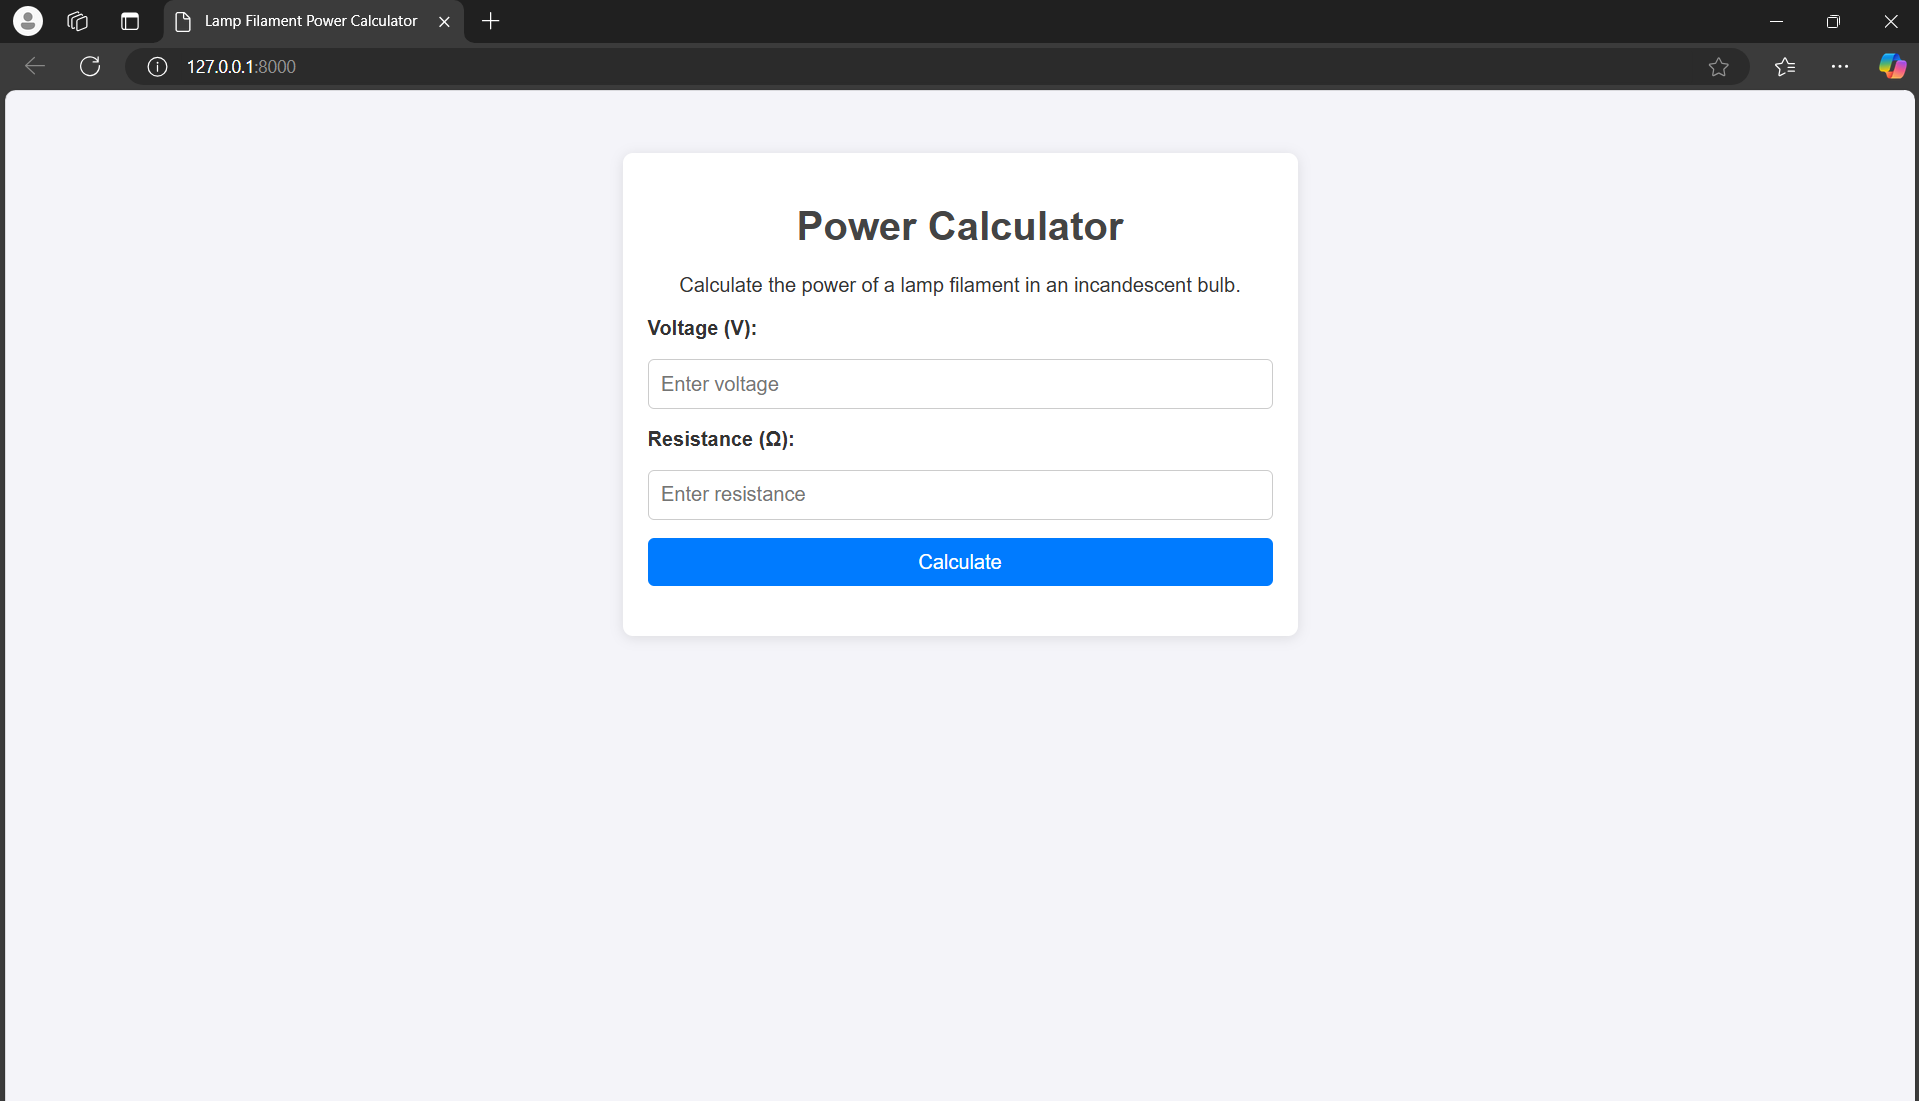 Lamp Filament Power Calculator
127.0.0.1:8000
Power Calculator
Calculate the power of a lamp filament in an incandescent bulb.
Voltage (V):
Enter voltage
Resistance (Ω):
Enter resistance
Calculate